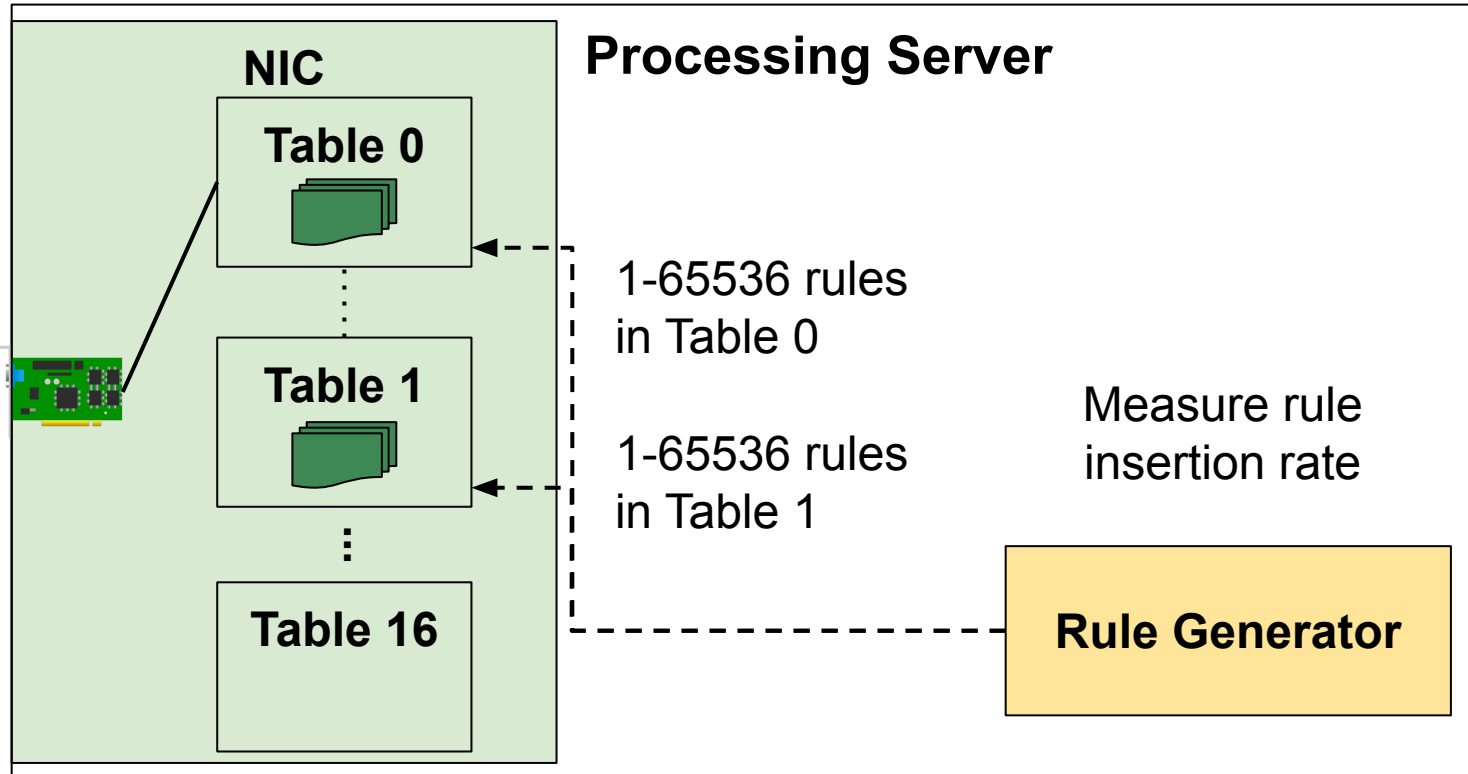 Processing Server
NIC
Table 0
1-65536 rules
in Table 0
Table 1
1-65536 rules
in Table 1
Measure rule
insertion rate
Table 16
Rule Generator